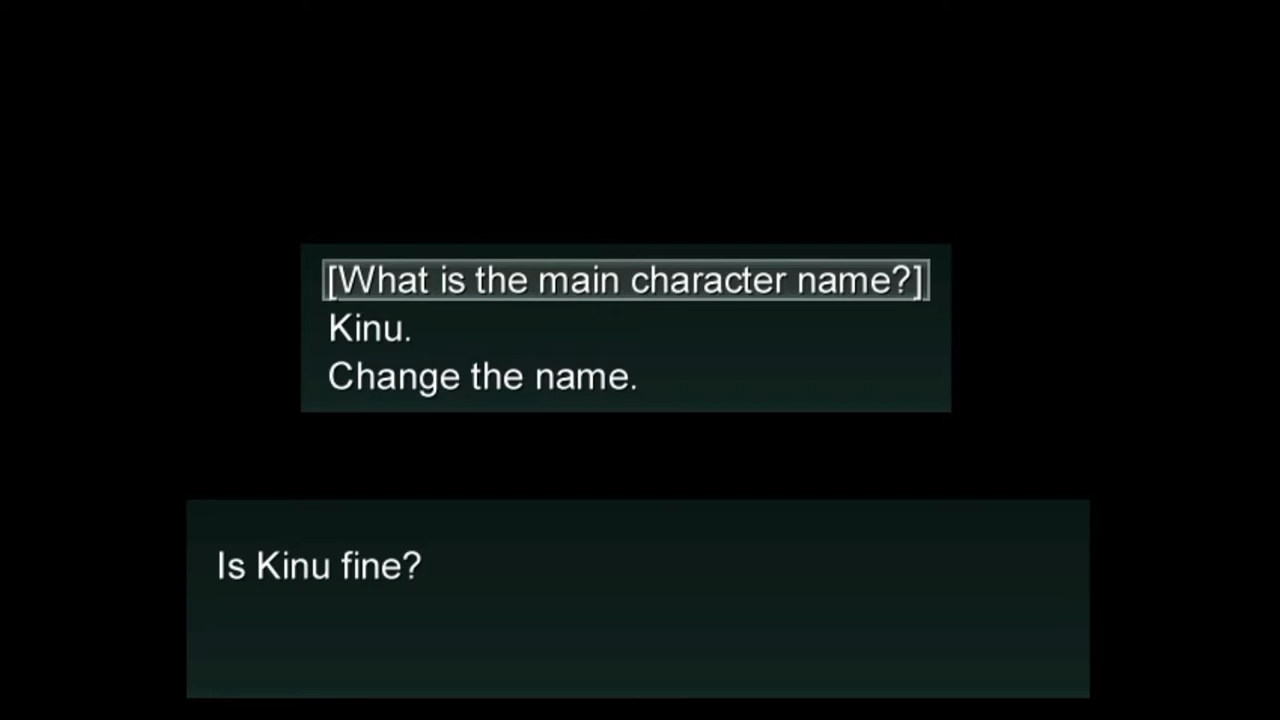 [What is the main character name?]
Kinu.
Change the name.
Is Kinu fine?